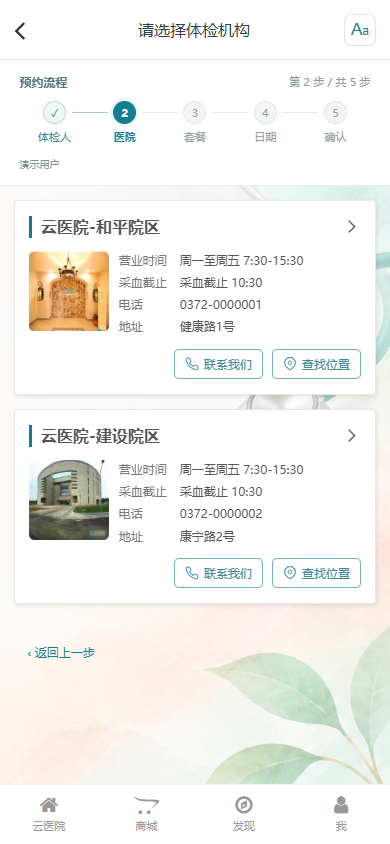 请选择体检机构
Aa
预约流程
第 2 步 / 共 5 步
✓ 2 3 4 5
体检人 医院 套餐 日期 确认
演示用户
云医院-和平院区
营业时间 周一至周五 7:30-15:30
采血截止 采血截止 10:30
电话 0372-0000001
地址 健康路1号
联系我们 查找位置
云医院-建设院区
营业时间 周一至周五 7:30-15:30
采血截止 采血截止 10:30
电话 0372-0000002
地址 康宁路2号
联系我们 查找位置
‹ 返回上一步
云医院 商城 发现 我